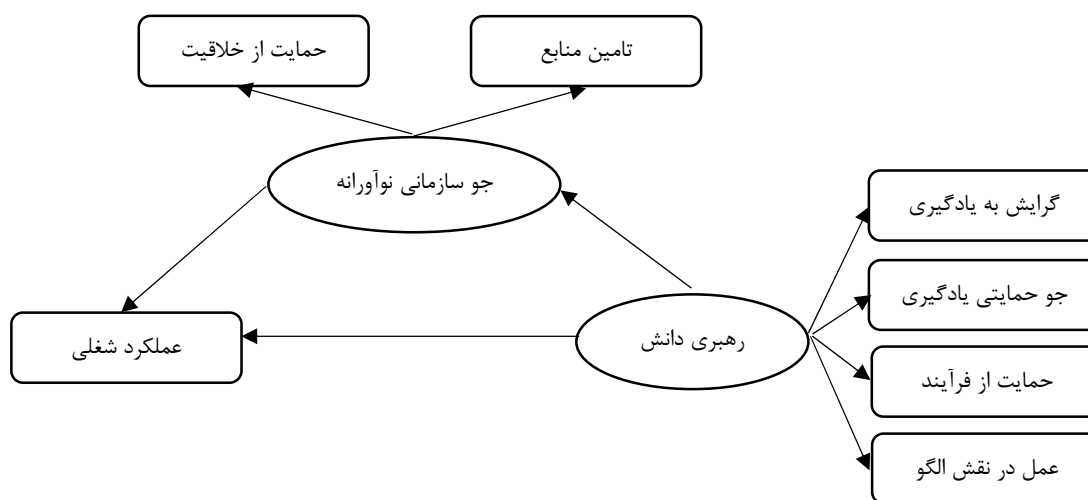 تامین منابع
حمایت از خلاقیت
جو سازمانی نوآورانه
گرایش به یادگیری
جو حمایتی یادگیری
رهبری دانش
عملکرد شغلی
حمایت از فرآیند
عمل در نقش الگو